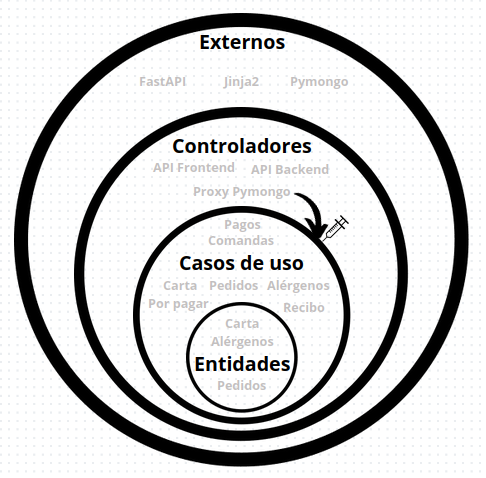 Externos
FastAPI Jinja2 Pymongo
Controladores
API Frontend API Backend
Proxy Pymongo
Pagos
Comandas
Casos de uso
Carta Pedidos Alérgenos
Por pagar Recibo
Carta
Alérgenos
Entidades
Pedidos